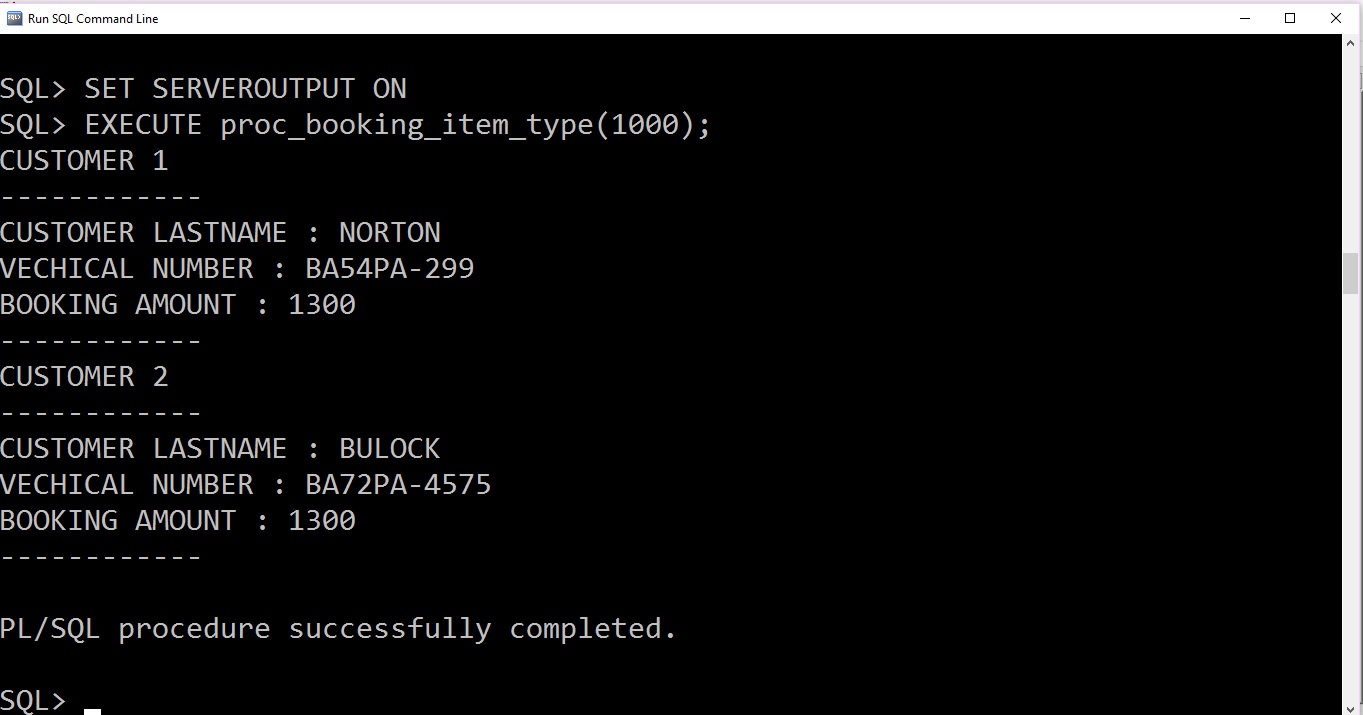 Run SQL Command Line
SQL> SET SERVEROUTPUT ON
SQL> EXECUTE proc_booking_item_type(1000);
CUSTOMER 1
------------
CUSTOMER LASTNAME : NORTON
VECHICAL NUMBER : BA54PA-299
BOOKING AMOUNT : 1300
------------
CUSTOMER 2
------------
CUSTOMER LASTNAME : BULOCK
VECHICAL NUMBER : BA72PA-4575
BOOKING AMOUNT : 1300
------------
PL/SQL procedure successfully completed.
SQL>